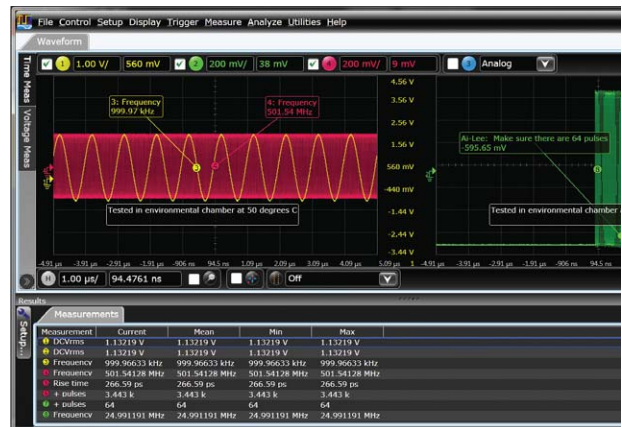 File Control Setup Display Trigger Measure Analyze Utilities Help
Waveform
1 1.00 V/ 560 mV 2 200 mV/ 38 mV 4 200 mV/ 9 mV 3 Analog
Time Meas
Voltage Meas
4.56 V
3.56 V
2.56 V
1.56 V
560 mV
-440 mV
-1.44 V
-2.44 V
-3.44 V
3: Frequency
999.97 kHz
4: Frequency
501.54 MHz
Tested in environmental chamber at 50 degrees C
Ai-Lee: Make sure there are 64 pulses
-595.65 mV
Tested in environmental chamber
-4.91 µs -3.91 µs -2.91 µs -1.91 µs -906 ns 94.5 ns 1.09 µs 2.09 µs 3.09 µs 4.09 µs 5.09 µs 1 -4.91 µs -3.91 µs -2.91 µs -1.91 µs -906 ns 94.5 ns
H 1.00 µs/ 94.4761 ns Off
Results
Setup...
Measurements
Measurement Current Mean Min Max
DCVrms 1.13219 V 1.13219 V 1.13219 V 1.13219 V
DCVrms 1.13219 V 1.13219 V 1.13219 V 1.13219 V
Frequency 999.96633 kHz 999.96633 kHz 999.96633 kHz 999.96633 kHz
Frequency 501.54128 MHz 501.54128 MHz 501.54128 MHz 501.54128 MHz
Rise time 266.59 ps 266.59 ps 266.59 ps 266.59 ps
+ pulses 3.443 k 3.443 k 3.443 k 3.443 k
+ pulses 64 64 64 64
Frequency 24.991191 MHz 24.991191 MHz 24.991191 MHz 24.991191 MHz